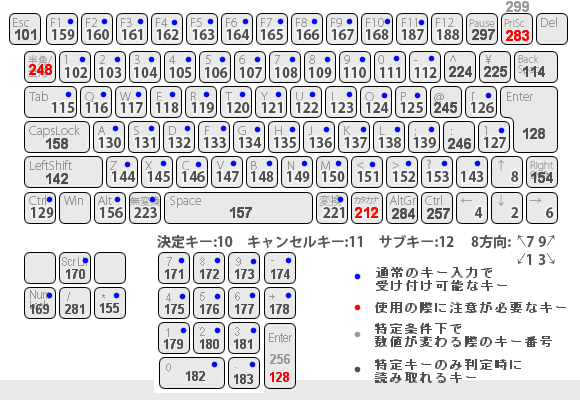 299
Esc F1 F2 F3 F4 F5 F6 F7 F8 F9 F10 F11 F12 Pause PrtSc Del
101 159 160 161 162 163 164 165 166 167 168 187 188 297 283
半角/ 1 2 3 4 5 6 7 8 9 0 - ^ ¥ Back
248 102 103 104 105 106 107 108 109 110 111 112 224 225 114
Tab Q W E R T Y U I O P @ [ Enter
115 116 117 118 119 120 121 122 123 124 125 245 126
CapsLock A S D F G H J K L ; : ] 128
158 130 131 132 133 134 135 136 137 138 139 246 127
LeftShift Z X C V B N M < > ? \ ↑ Right
142 144 145 146 147 148 149 150 151 152 153 143 8 154
Ctrl Win Alt 無変換 Space 変換 カタカナ AltGr Ctrl ← ↓ →
129 156 223 157 221 212 284 257 4 2 6
決定キー:10 キャンセルキー:11 サブキー:12 8方向: ↖7 9↗
↙1 3↘
ScrLk 7 8 9 -
170 171 172 173 174
通常のキー入力で
受け付け可能なキー
Num / * 4 5 6 +
169 281 155 175 176 177 178
使用の際に注意が必要なキー
特定条件下で
数値が変わる際のキー番号
1 2 3 Enter
179 180 181 256
0 . 128
182 183
特定キーのみ判定時に
読み取れるキー